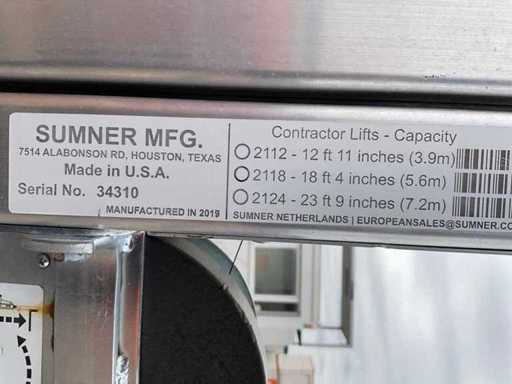 SUMNER MFG.
7514 ALABONSON RD, HOUSTON, TEXAS
Made in U.S.A.
Serial No. 34310
MANUFACTURED IN 2019
Contractor Lifts - Capacity
2112 - 12 ft 11 inches (3.9m)
2118 - 18 ft 4 inches (5.6m)
2124 - 23 ft 9 inches (7.2m)
SUMNER NETHERLANDS | EUROPEANSALES@SUMNER.CO